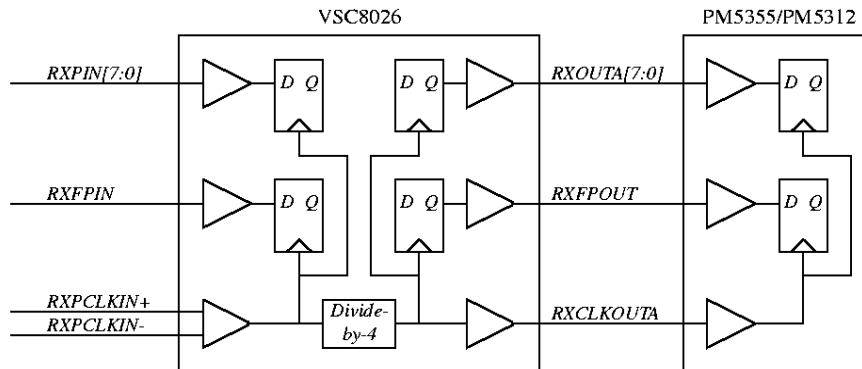 VSC8026 PM5355/PM5312
RXPIN[7:0] D Q D Q RXOUTA[7:0] D Q
RXFPIN D Q D Q RXFPOUT D Q
RXPCLKIN+
RXPCLKIN-
Divide-
by-4
RXCLKOUTA